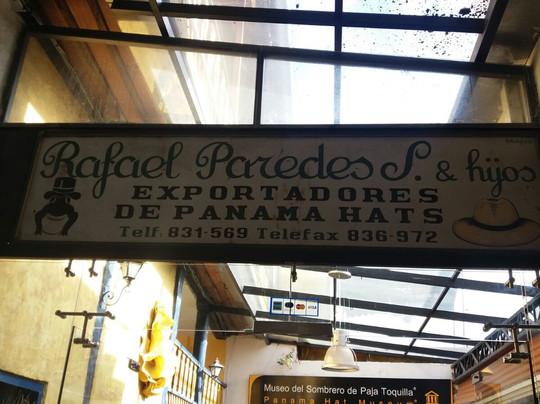 Rafael Paredes S. & hijos
EXPORTADORES
DE PANAMA HATS
Telf. 831-569 Telefax 836-972
VISA
Museo del Sombrero de Paja Toquilla
Panama Hat Museum